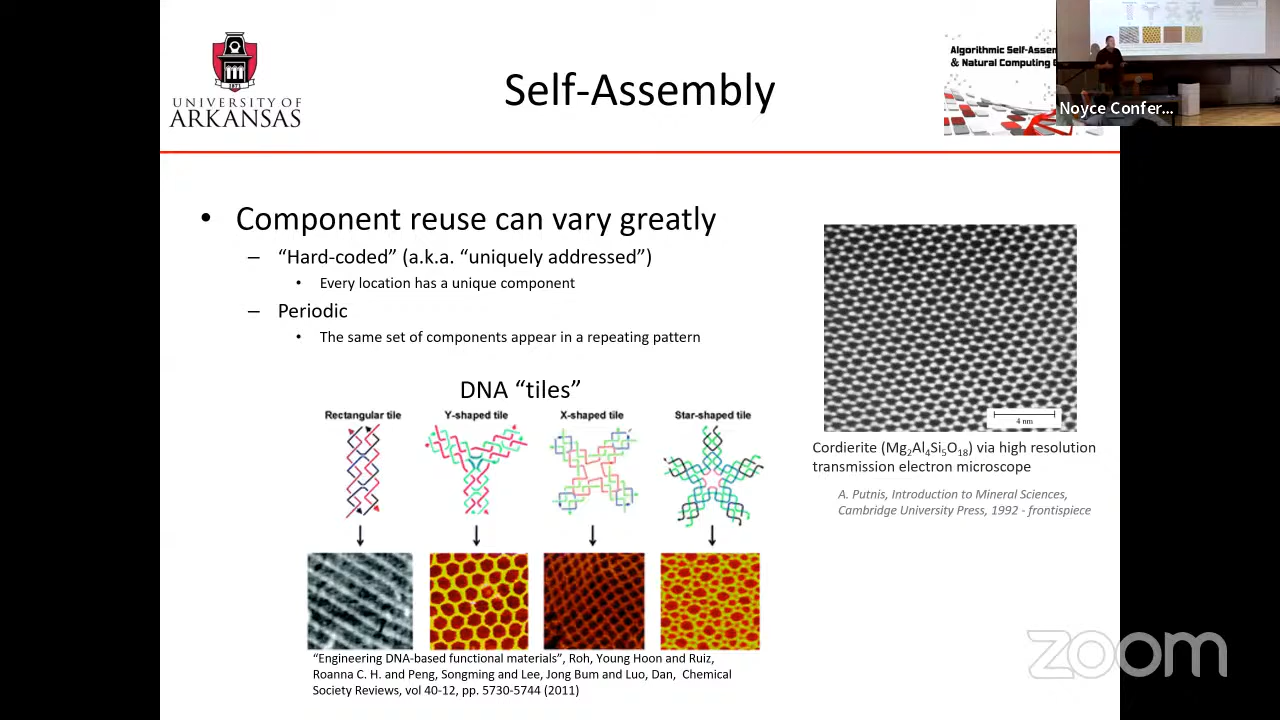 UNIVERSITY OF
ARKANSAS
1871
Self-Assembly
Algorithmic Self-Assem
& Natural Computing
Noyce Confer...
• Component reuse can vary greatly
– “Hard-coded” (a.k.a. “uniquely addressed”)
• Every location has a unique component
– Periodic
• The same set of components appear in a repeating pattern
DNA “tiles”
Rectangular tile
Y-shaped tile
X-shaped tile
Star-shaped tile
“Engineering DNA-based functional materials”, Roh, Young Hoon and Ruiz,
Roanna C. H. and Peng, Songming and Lee, Jong Bum and Luo, Dan, Chemical
Society Reviews, vol 40-12, pp. 5730-5744 (2011)
4 nm
Cordierite (Mg₂Al₄Si₅O₁₈) via high resolution
transmission electron microscope
A. Putnis, Introduction to Mineral Sciences,
Cambridge University Press, 1992 - frontispiece
zoom